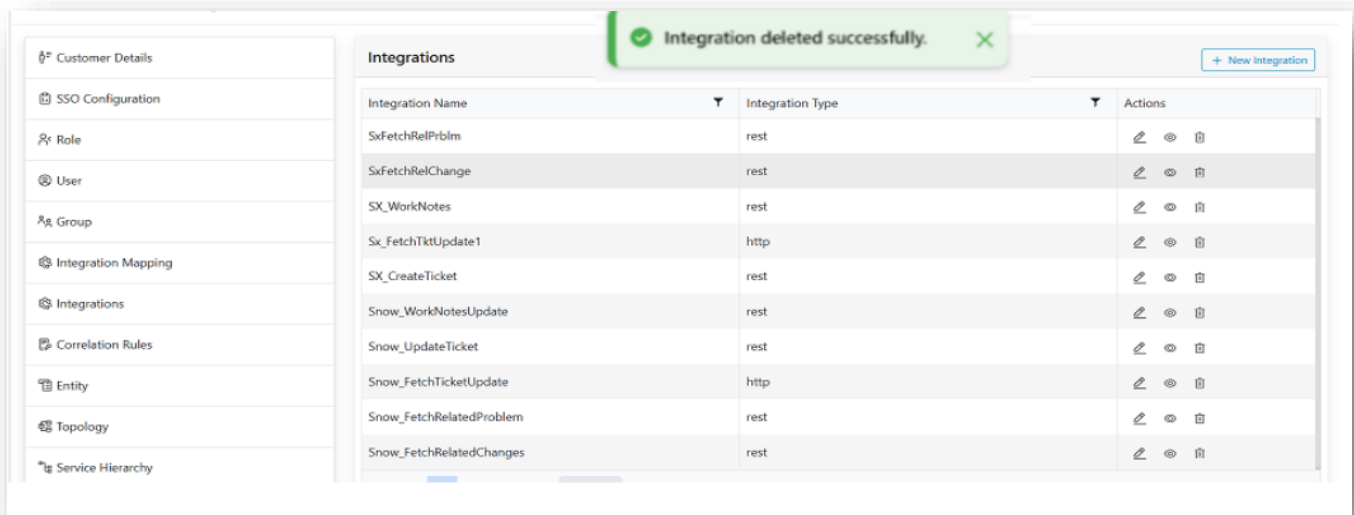 Integration deleted successfully.
Customer Details
SSO Configuration
Role
User
Group
Integration Mapping
Integrations
Correlation Rules
Entity
Topology
Service Hierarchy
Integrations
+ New Integration
Integration Name Integration Type Actions
SxFetchRelPrblm rest
SxFetchRelChange rest
SX_WorkNotes rest
Sx_FetchTktUpdate1 http
SX_CreateTicket rest
Snow_WorkNotesUpdate rest
Snow_UpdateTicket rest
Snow_FetchTicketUpdate http
Snow_FetchRelatedProblem rest
Snow_FetchRelatedChanges rest